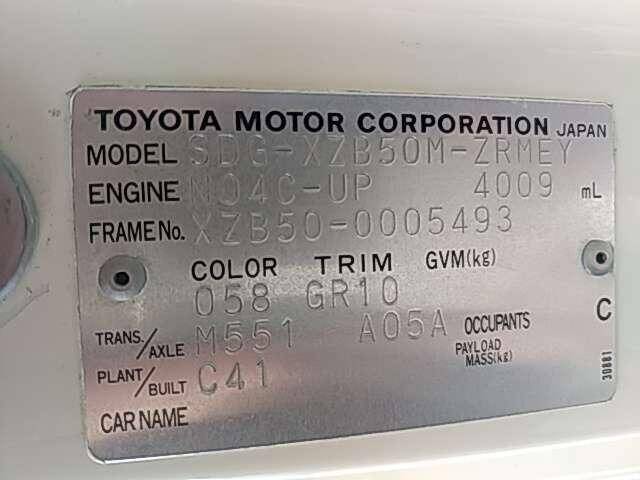 TOYOTA MOTOR CORPORATION JAPAN
MODEL SDG-XZB50M-ZRMEY
ENGINE N04C-UP 4009 mL
FRAME No. XZB50-0005493
COLOR TRIM GVM(kg)
058 GR10
TRANS./AXLE M551 A05A OCCUPANTS
PAYLOAD MASS(kg)
PLANT/BUILT C41
CAR NAME
C
30881